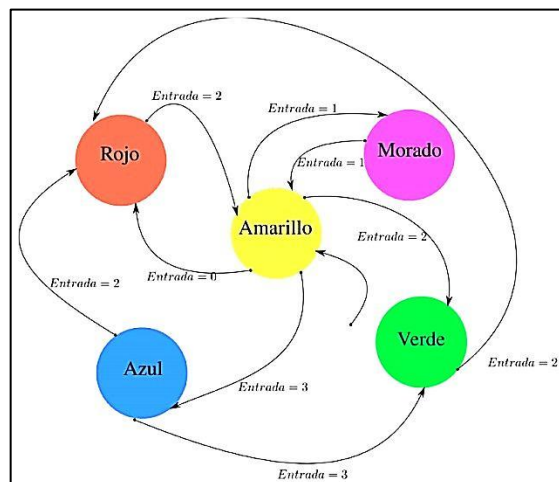 Entrada = 2
Entrada = 1
Rojo
Morado
Entrada = 1
Amarillo
Entrada = 2
Entrada = 0
Entrada = 2
Verde
Entrada = 2
Azul
Entrada = 3
Entrada = 3